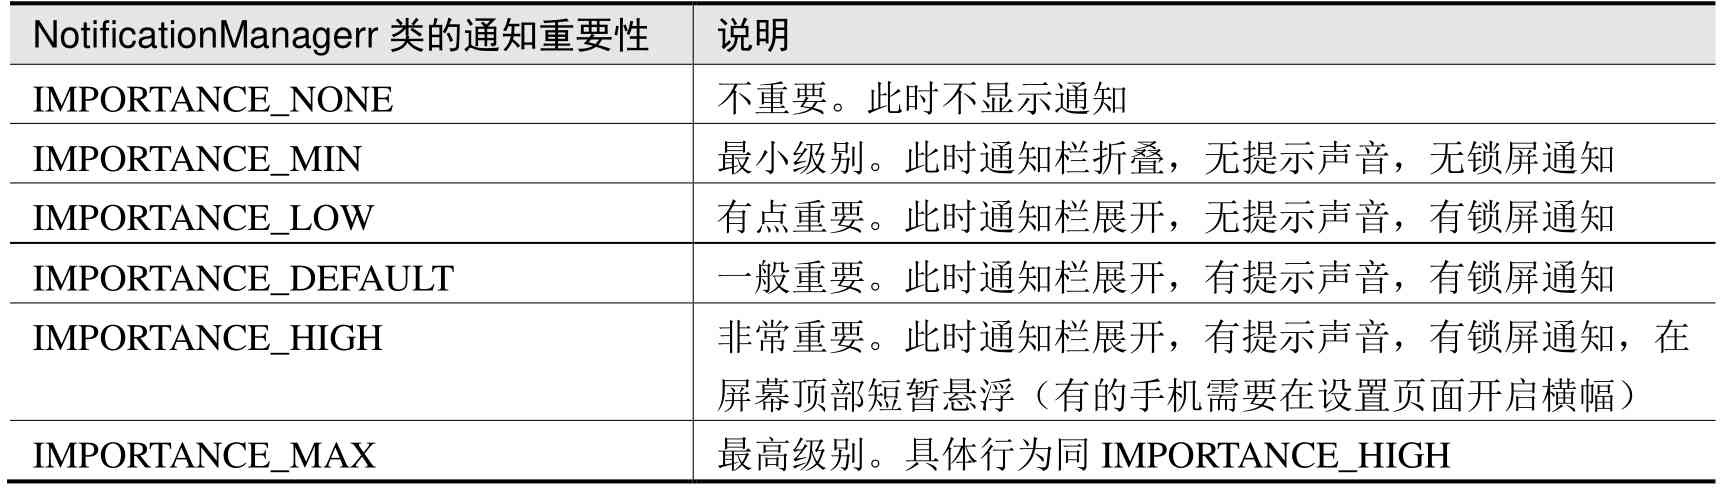 NotificationManagerr 类的通知重要性 说明
IMPORTANCE_NONE 不重要。此时不显示通知
IMPORTANCE_MIN 最小级别。此时通知栏折叠，无提示声音，无锁屏通知
IMPORTANCE_LOW 有点重要。此时通知栏展开，无提示声音，有锁屏通知
IMPORTANCE_DEFAULT 一般重要。此时通知栏展开，有提示声音，有锁屏通知
IMPORTANCE_HIGH 非常重要。此时通知栏展开，有提示声音，有锁屏通知，在
屏幕顶部短暂悬浮（有的手机需要在设置页面开启横幅）
IMPORTANCE_MAX 最高级别。具体行为同 IMPORTANCE_HIGH